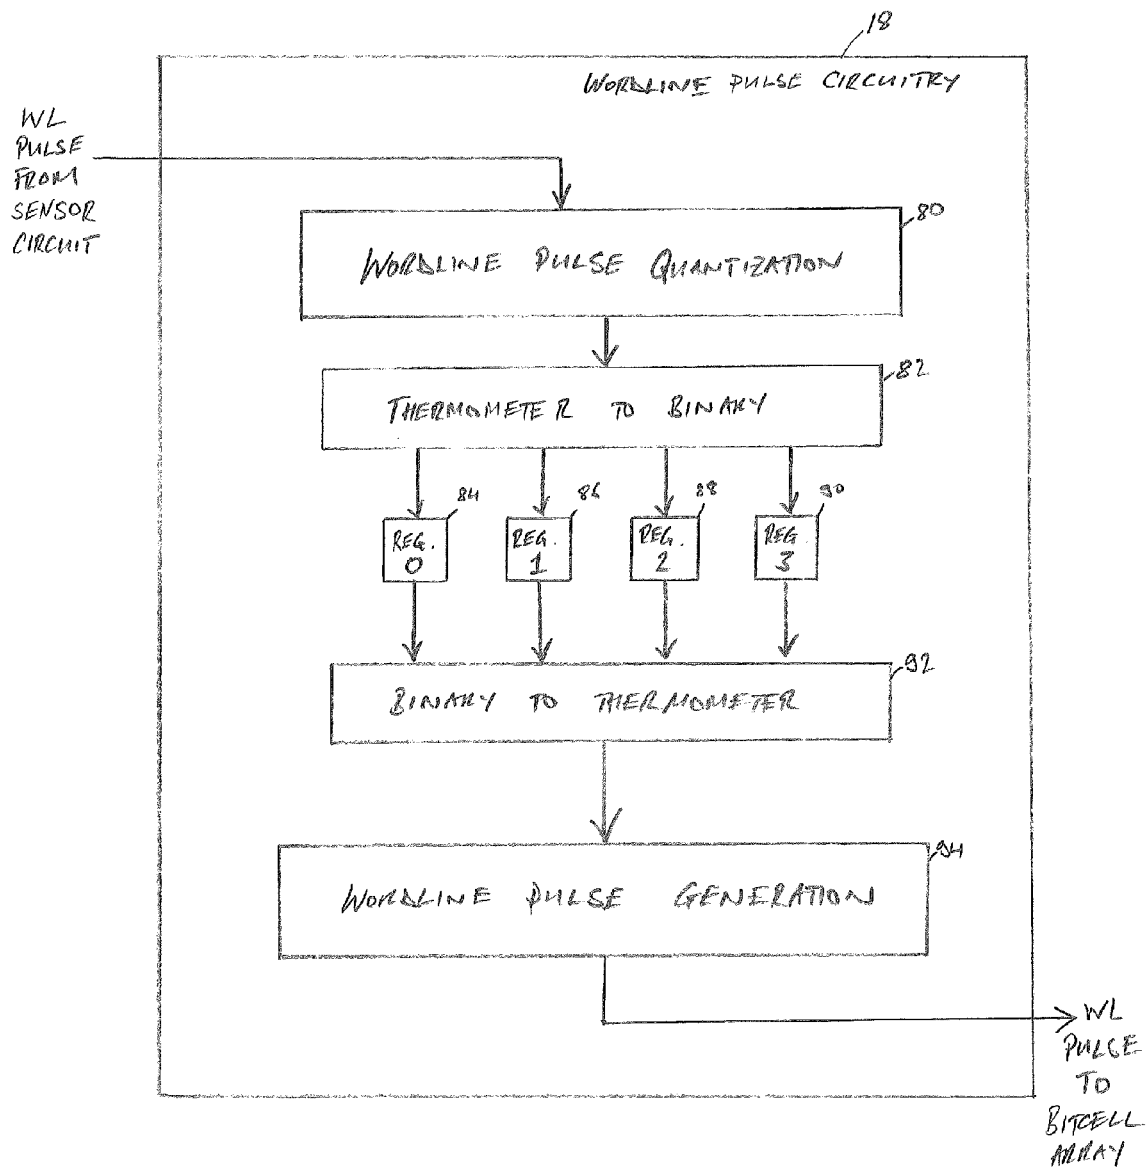 18
WORDLINE PULSE CIRCUITRY
WL
PULSE
FROM
SENSOR
CIRCUIT
80
WORDLINE PULSE QUANTIZATION
82
THERMOMETER TO BINARY
84
86
88
90
REG.
0
REG.
1
REG.
2
REG.
3
92
BINARY TO THERMOMETER
94
WORDLINE PULSE GENERATION
WL
PULSE
TO
BITCELL
ARRAY